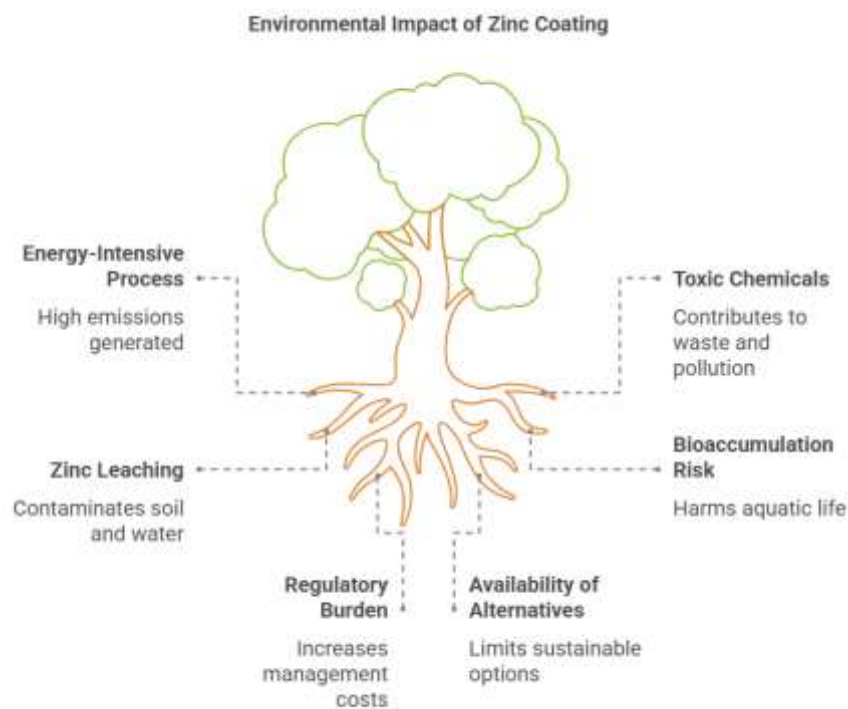 Environmental Impact of Zinc Coating
Energy-Intensive
Process
High emissions
generated
Toxic Chemicals
Contributes to
waste and
pollution
Zinc Leaching
Contaminates soil
and water
Bioaccumulation
Risk
Harms aquatic life
Regulatory
Burden
Increases
management
costs
Availability of
Alternatives
Limits sustainable
options